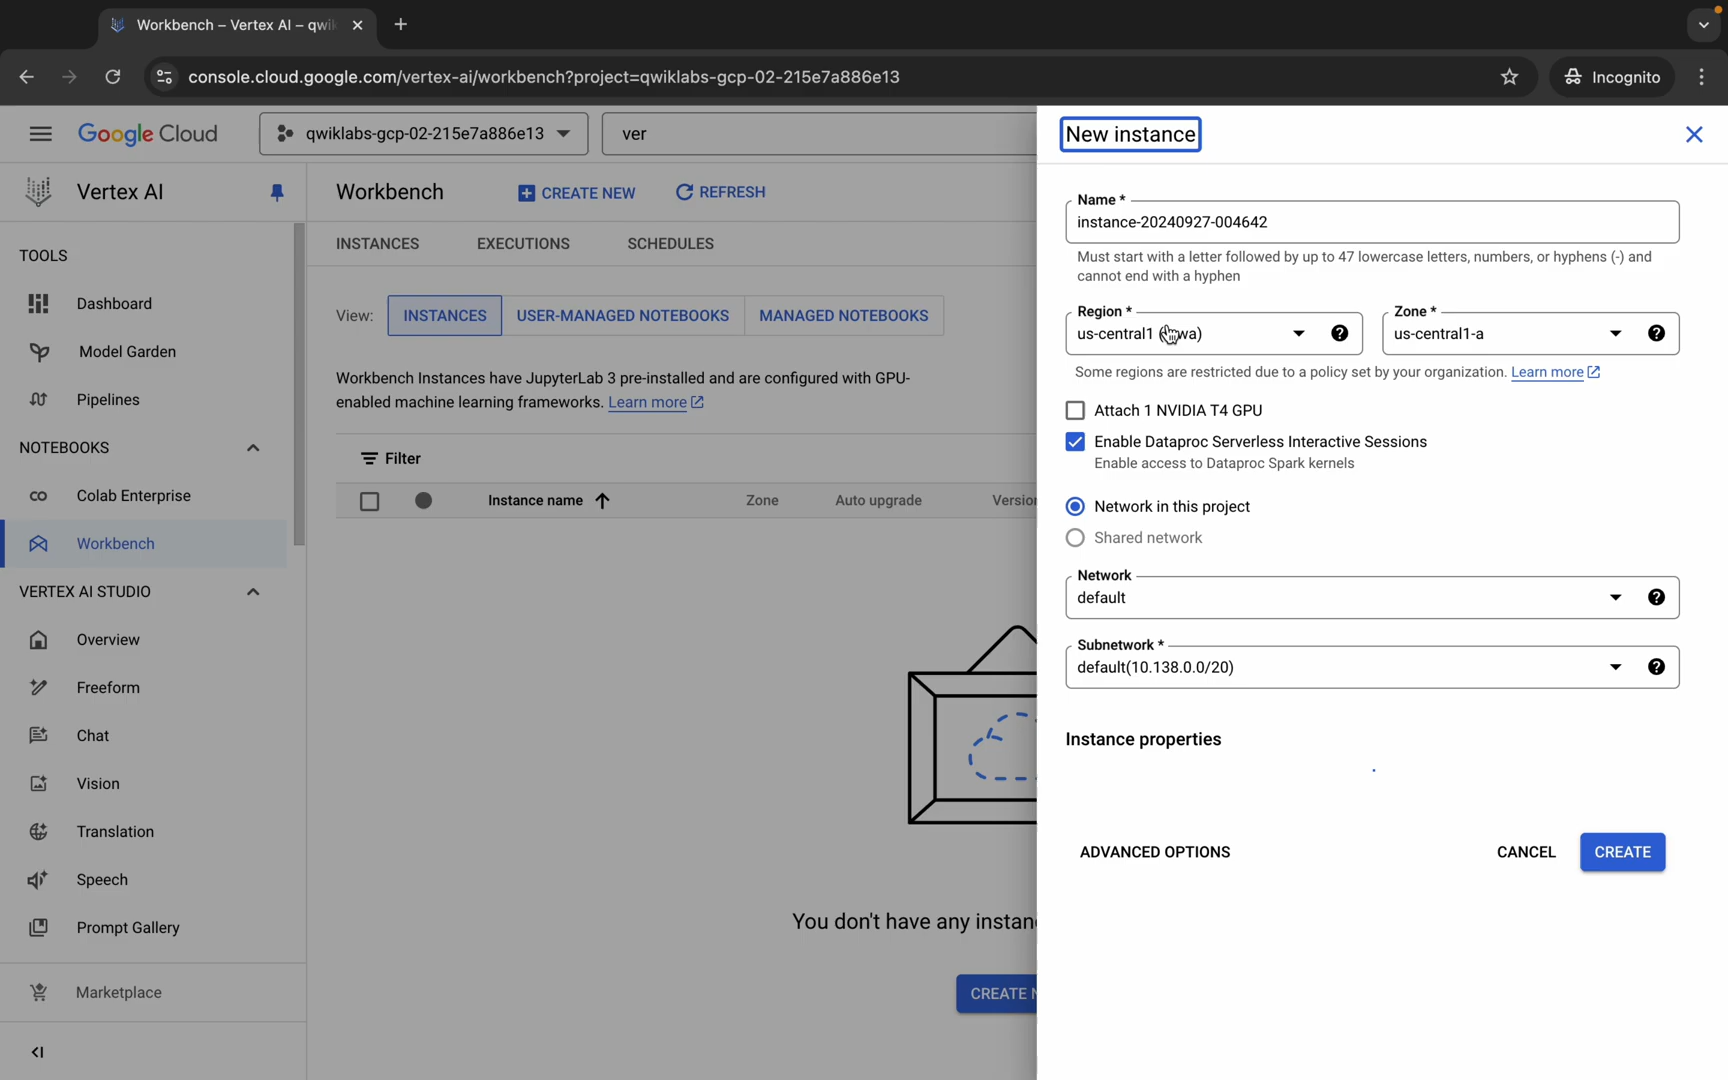 Workbench – Vertex AI – qwi
console.cloud.google.com/vertex-ai/workbench?project=qwiklabs-gcp-02-215e7a886e13
Incognito
Google Cloud
qwiklabs-gcp-02-215e7a886e13
ver
New instance
Vertex AI
Workbench
CREATE NEW
REFRESH
TOOLS
Dashboard
Model Garden
Pipelines
NOTEBOOKS
Colab Enterprise
Workbench
VERTEX AI STUDIO
Overview
Freeform
Chat
Vision
Translation
Speech
Prompt Gallery
Marketplace
INSTANCES
EXECUTIONS
SCHEDULES
View:
INSTANCES
USER-MANAGED NOTEBOOKS
MANAGED NOTEBOOKS
Workbench Instances have JupyterLab 3 pre-installed and are configured with GPU-
enabled machine learning frameworks. Learn more
Filter
Instance name
Zone
Auto upgrade
Version
You don't have any instan
CREATE N
Name *
instance-20240927-004642
Must start with a letter followed by up to 47 lowercase letters, numbers, or hyphens (-) and
cannot end with a hyphen
Region *
us-central1
Zone *
us-central1-a
Some regions are restricted due to a policy set by your organization. Learn more
Attach 1 NVIDIA T4 GPU
Enable Dataproc Serverless Interactive Sessions
Enable access to Dataproc Spark kernels
Network in this project
Shared network
Network
default
Subnetwork *
default(10.138.0.0/20)
Instance properties
ADVANCED OPTIONS
CANCEL
CREATE